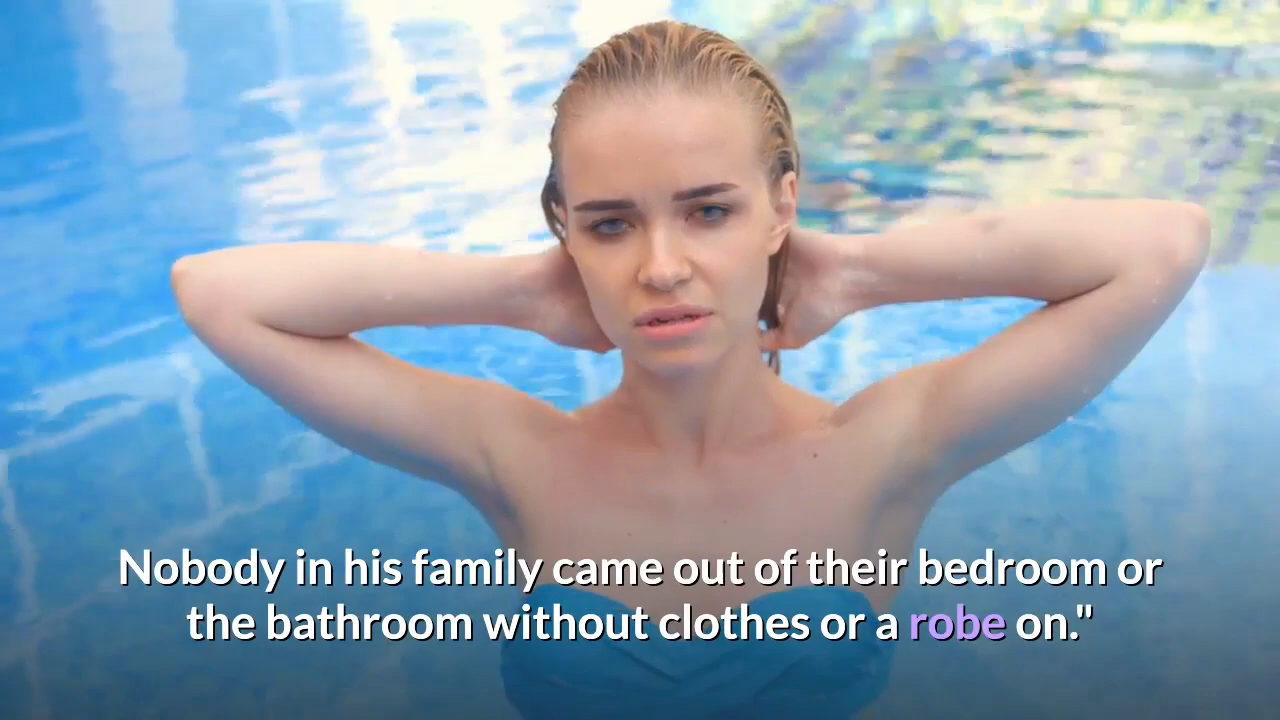 Nobody in his family came out of their bedroom or
the bathroom without clothes or a robe on."